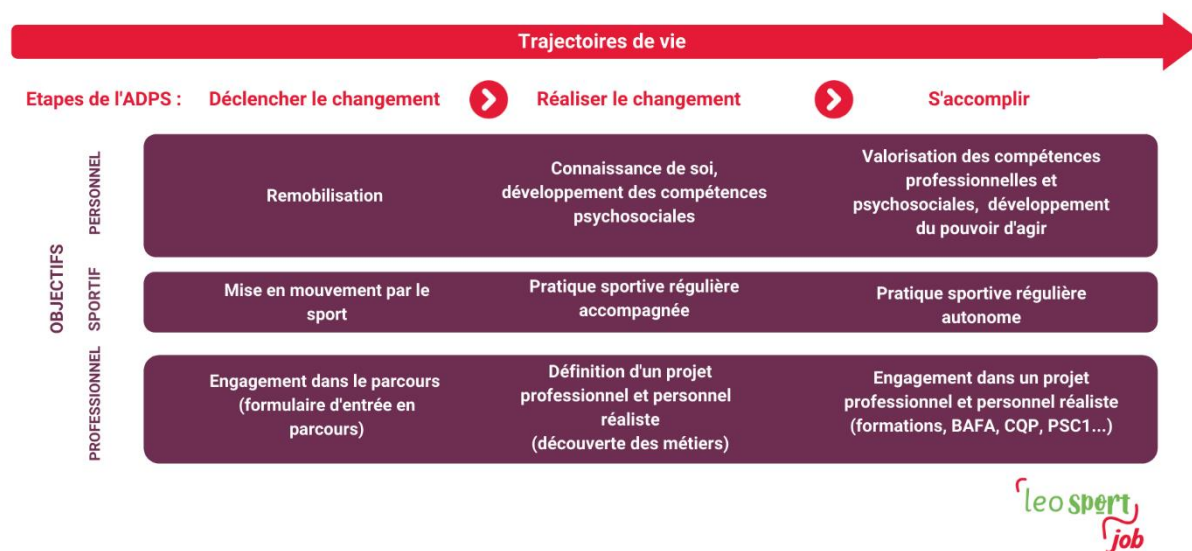 Trajectoires de vie
Etapes de l'ADPS :
Déclencher le changement
Réaliser le changement
S'accomplir
OBJECTIFS
PERSONNEL
Remobilisation
Connaissance de soi,
développement des compétences
psychosociales
Valorisation des compétences
professionnelles et
psychosociales, développement
du pouvoir d'agir
SPORTIF
Mise en mouvement par le
sport
Pratique sportive régulière
accompagnée
Pratique sportive régulière
autonome
PROFESSIONNEL
Engagement dans le parcours
(formulaire d'entrée en
parcours)
Définition d'un projet
professionnel et personnel
réaliste
(découverte des métiers)
Engagement dans un projet
professionnel et personnel réaliste
(formations, BAFA, CQP, PSC1...)
leo sport
job